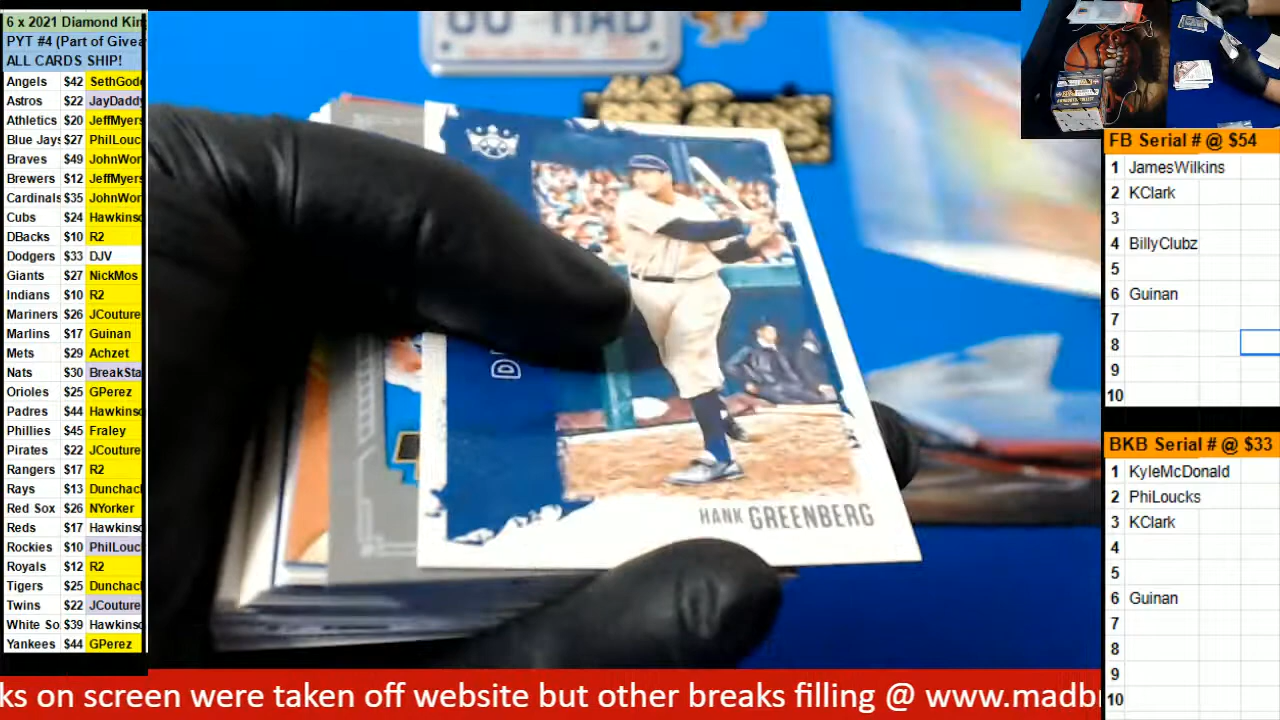 6 x 2021 Diamond Kin
PYT #4 (Part of Givea
ALL CARDS SHIP!
Angels $42 SethGod
Astros $22 JayDaddy
Athletics $20 JeffMyers
Blue Jays $27 PhilLouc
Braves $49 JohnWor
Brewers $12 JeffMyers
Cardinals $35 JohnWor
Cubs $24 Hawkins
DBacks $10 R2
Dodgers $33 DJV
Giants $27 NickMos
Indians $10 R2
Mariners $26 JCouture
Marlins $17 Guinan
Mets $29 Achzet
Nats $30 BreakSta
Orioles $25 GPerez
Padres $44 Hawkins
Phillies $45 Fraley
Pirates $22 JCouture
Rangers $17 R2
Rays $13 Dunchac
Red Sox $26 NYorker
Reds $17 Hawkins
Rockies $10 PhilLouc
Royals $12 R2
Tigers $25 Dunchac
Twins $22 JCouture
White So $39 Hawkins
Yankees $44 GPerez
HANK GREENBERG
FB Serial # @ $54
1 JamesWilkins
2 KClark
3
4 BillyClubz
5
6 Guinan
7
8
9
10
BKB Serial # @ $33
1 KyleMcDonald
2 PhiLoucks
3 KClark
4
5
6 Guinan
7
8
9
10
ks on screen were taken off website but other breaks filling @ www.madb